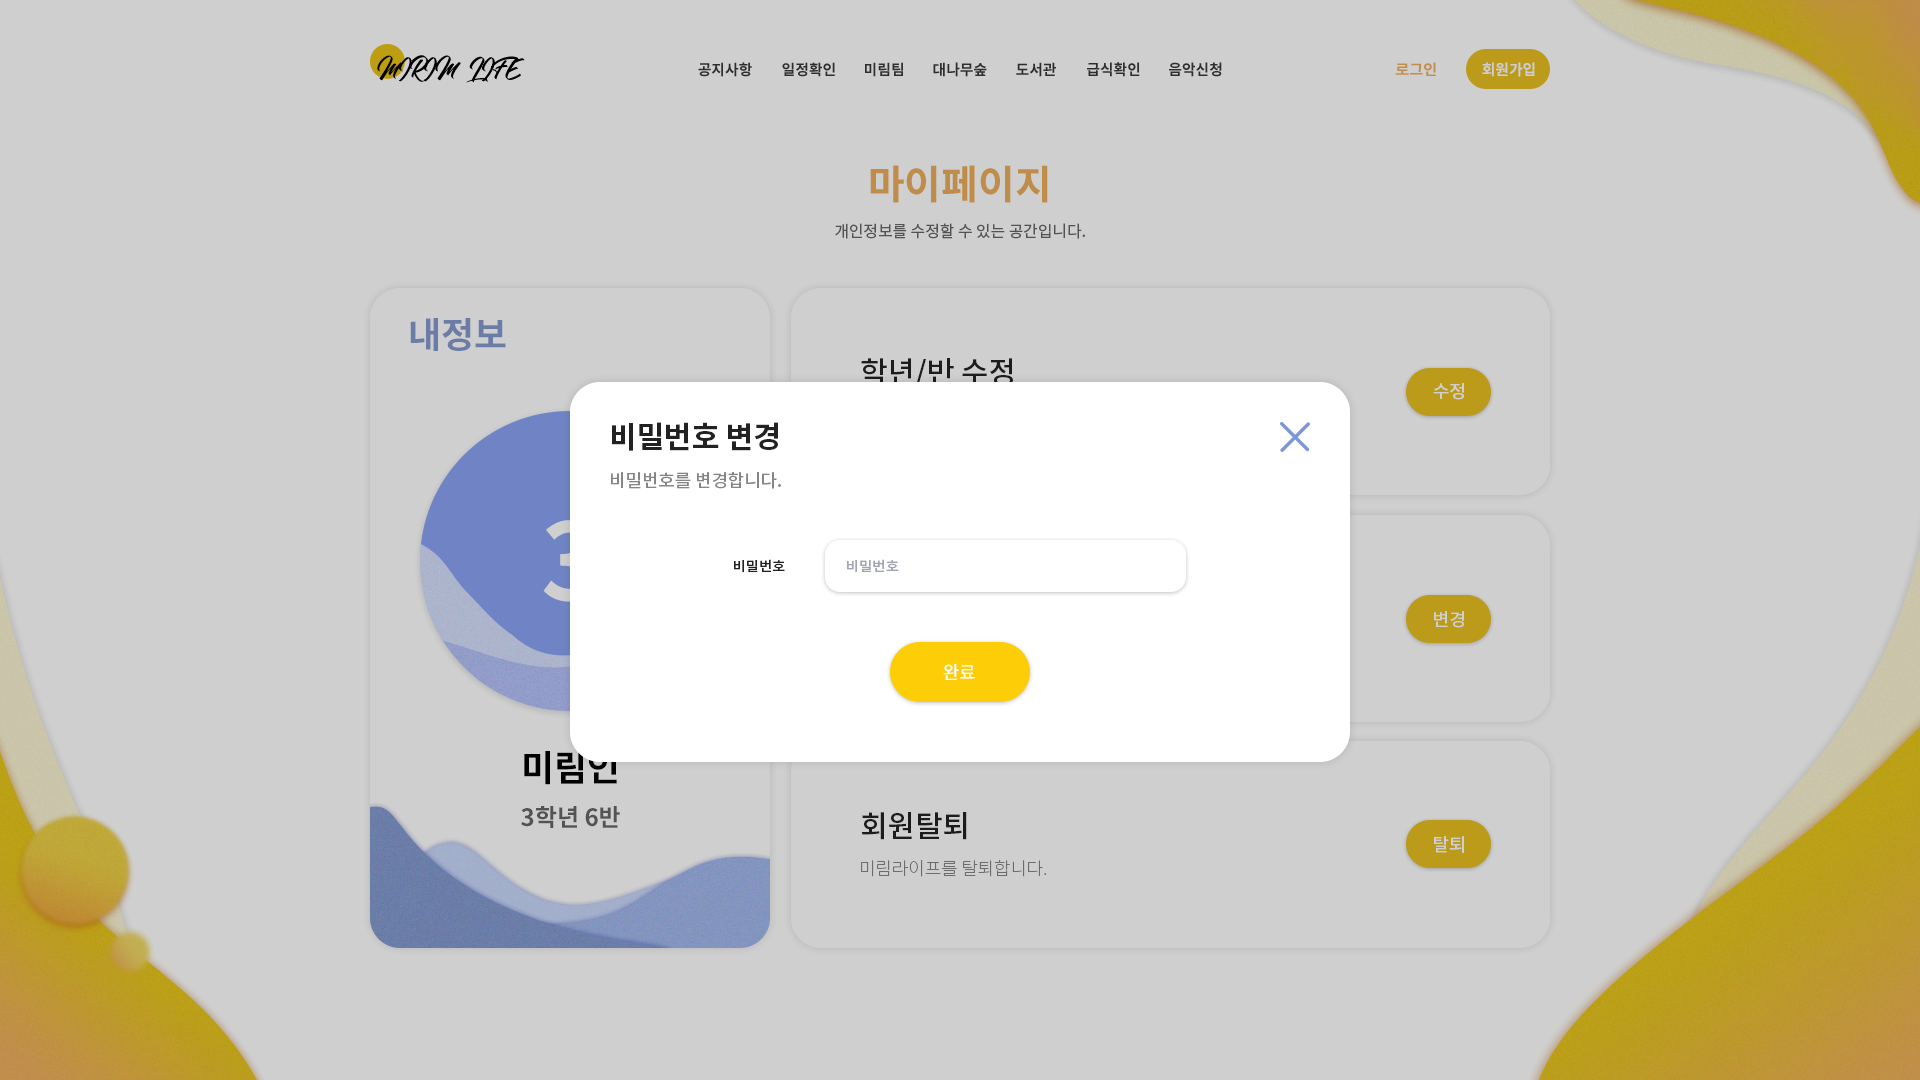 MIRIM LIFE
공지사항 일정확인 미림팀 대나무숲 도서관 급식확인 음악신청
로그인 회원가입
마이페이지
개인정보를 수정할 수 있는 공간입니다.
내정보
3
미림인
3학년 6반
학년/반 수정
수정
비밀번호 변경
비밀번호를 변경합니다.
비밀번호 비밀번호
완료
변경
회원탈퇴
미림라이프를 탈퇴합니다.
탈퇴